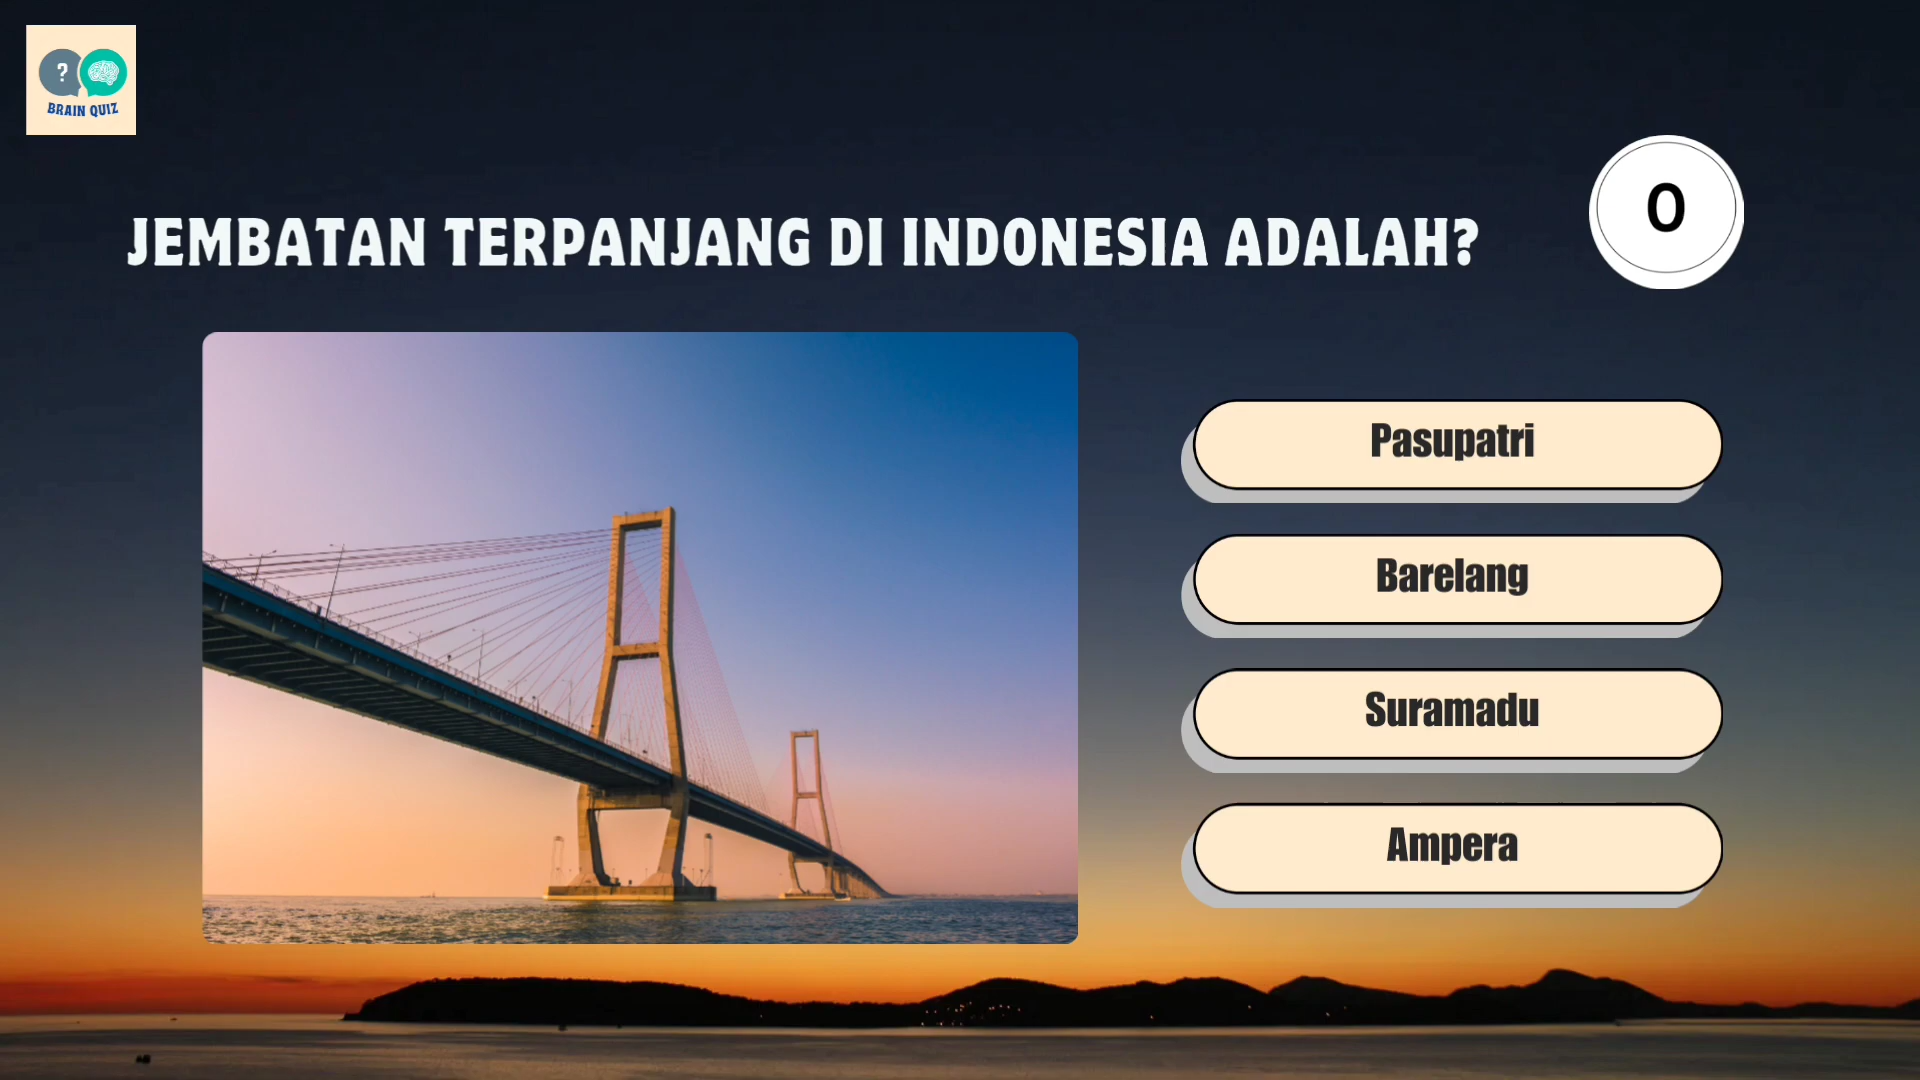 ?
BRAIN QUIZ
JEMBATAN TERPANJANG DI INDONESIA ADALAH?
0
Pasupatri
Barelang
Suramadu
Ampera